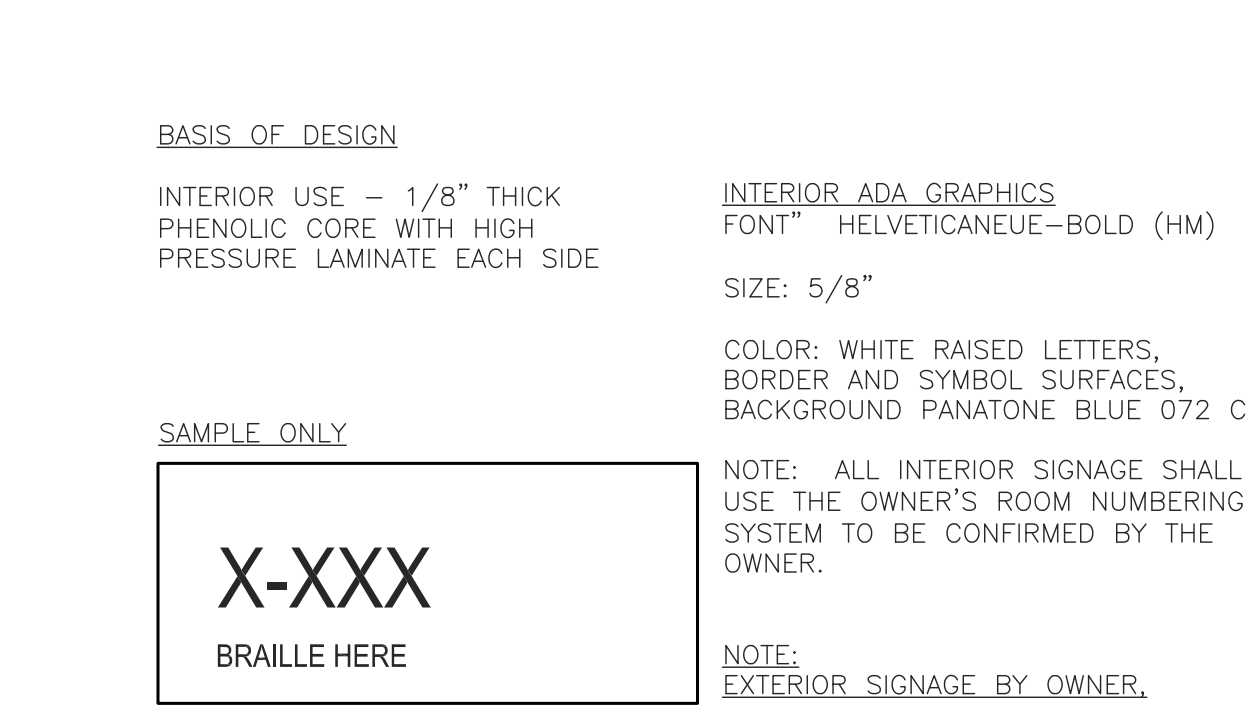 BASIS OF DESIGN
INTERIOR USE – 1/8” THICK
PHENOLIC CORE WITH HIGH
PRESSURE LAMINATE EACH SIDE
SAMPLE ONLY
X-XXX
BRAILLE HERE
INTERIOR ADA GRAPHICS
FONT” HELVETICANEUE–BOLD (HM)
SIZE: 5/8”
COLOR: WHITE RAISED LETTERS,
BORDER AND SYMBOL SURFACES,
BACKGROUND PANATONE BLUE 072 C
NOTE: ALL INTERIOR SIGNAGE SHALL
USE THE OWNER’S ROOM NUMBERING
SYSTEM TO BE CONFIRMED BY THE
OWNER.
NOTE:
EXTERIOR SIGNAGE BY OWNER,